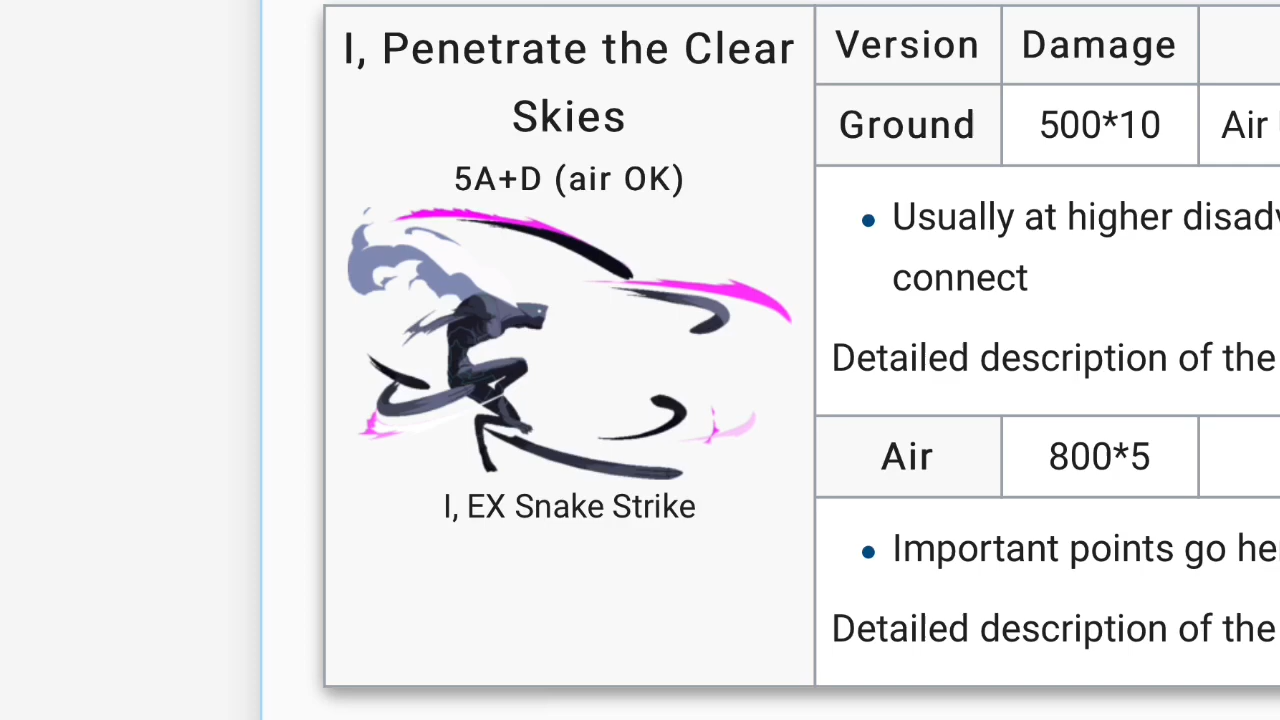 I, Penetrate the Clear
Skies
5A+D (air OK)
I, EX Snake Strike
Version Damage
Ground 500*10 Air
• Usually at higher
connect
Detailed description of the
Air 800*5
• Important points go
Detailed description of the